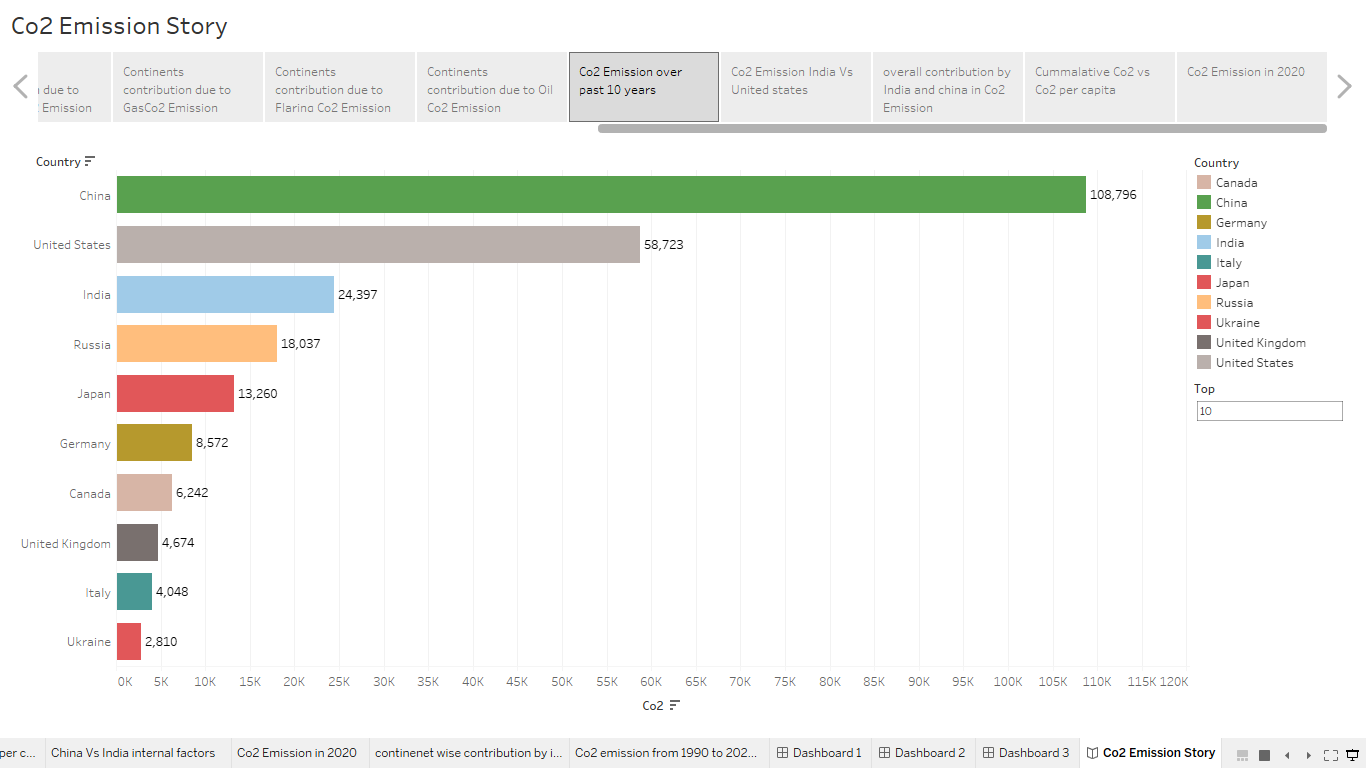 Co2 Emission Story
due to
Emission
Continents
contribution due to
GasCo2 Emission
Continents
contribution due to
Flaring Co2 Emission
Continents
contribution due to Oil
Co2 Emission
Co2 Emission over
past 10 years
Co2 Emission India Vs
United states
overall contribution by
India and china in Co2
Emission
Cummalative Co2 vs
Co2 per capita
Co2 Emission in 2020
Country
China
108,796
United States
58,723
India
24,397
Russia
18,037
Japan
13,260
Germany
8,572
Canada
6,242
United Kingdom
4,674
Italy
4,048
Ukraine
2,810
0K 5K 10K 15K 20K 25K 30K 35K 40K 45K 50K 55K 60K 65K 70K 75K 80K 85K 90K 95K 100K 105K 110K 115K 120K
Co2
Country
Canada
China
Germany
India
Italy
Japan
Russia
Ukraine
United Kingdom
United States
Top
10
per c... China Vs India internal factors Co2 Emission in 2020 continenet wise contribution by i... Co2 emission from 1990 to 202... Dashboard 1 Dashboard 2 Dashboard 3 Co2 Emission Story